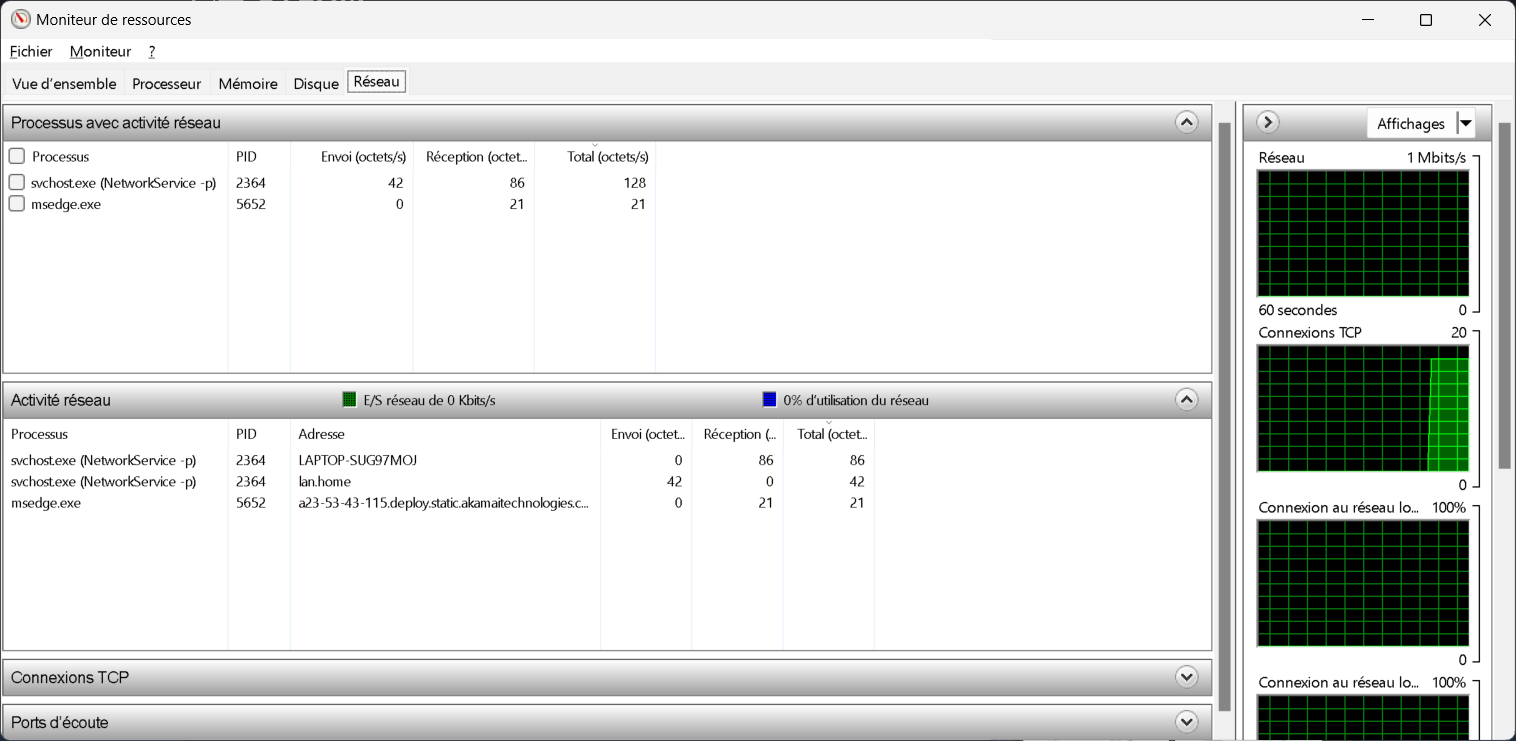 Moniteur de ressources
Fichier Moniteur ?
Vue d'ensemble Processeur Mémoire Disque Réseau
Processus avec activité réseau
Processus PID Envoi (octets/s) Réception (octet... Total (octets/s)
svchost.exe (NetworkService -p) 2364 42 86 128
msedge.exe 5652 0 21 21
Activité réseau E/S réseau de 0 Kbits/s 0% d'utilisation du réseau
Processus PID Adresse Envoi (octet... Réception (... Total (octet...
svchost.exe (NetworkService -p) 2364 LAPTOP-SUG97MOJ 0 86 86
svchost.exe (NetworkService -p) 2364 lan.home 42 0 42
msedge.exe 5652 a23-53-43-115.deploy.static.akamaitechnologies.c... 0 21 21
Connexions TCP
Ports d'écoute
Affichages
Réseau 1 Mbits/s
60 secondes 0
Connexions TCP 20
0
Connexion au réseau lo... 100%
0
Connexion au réseau lo... 100%